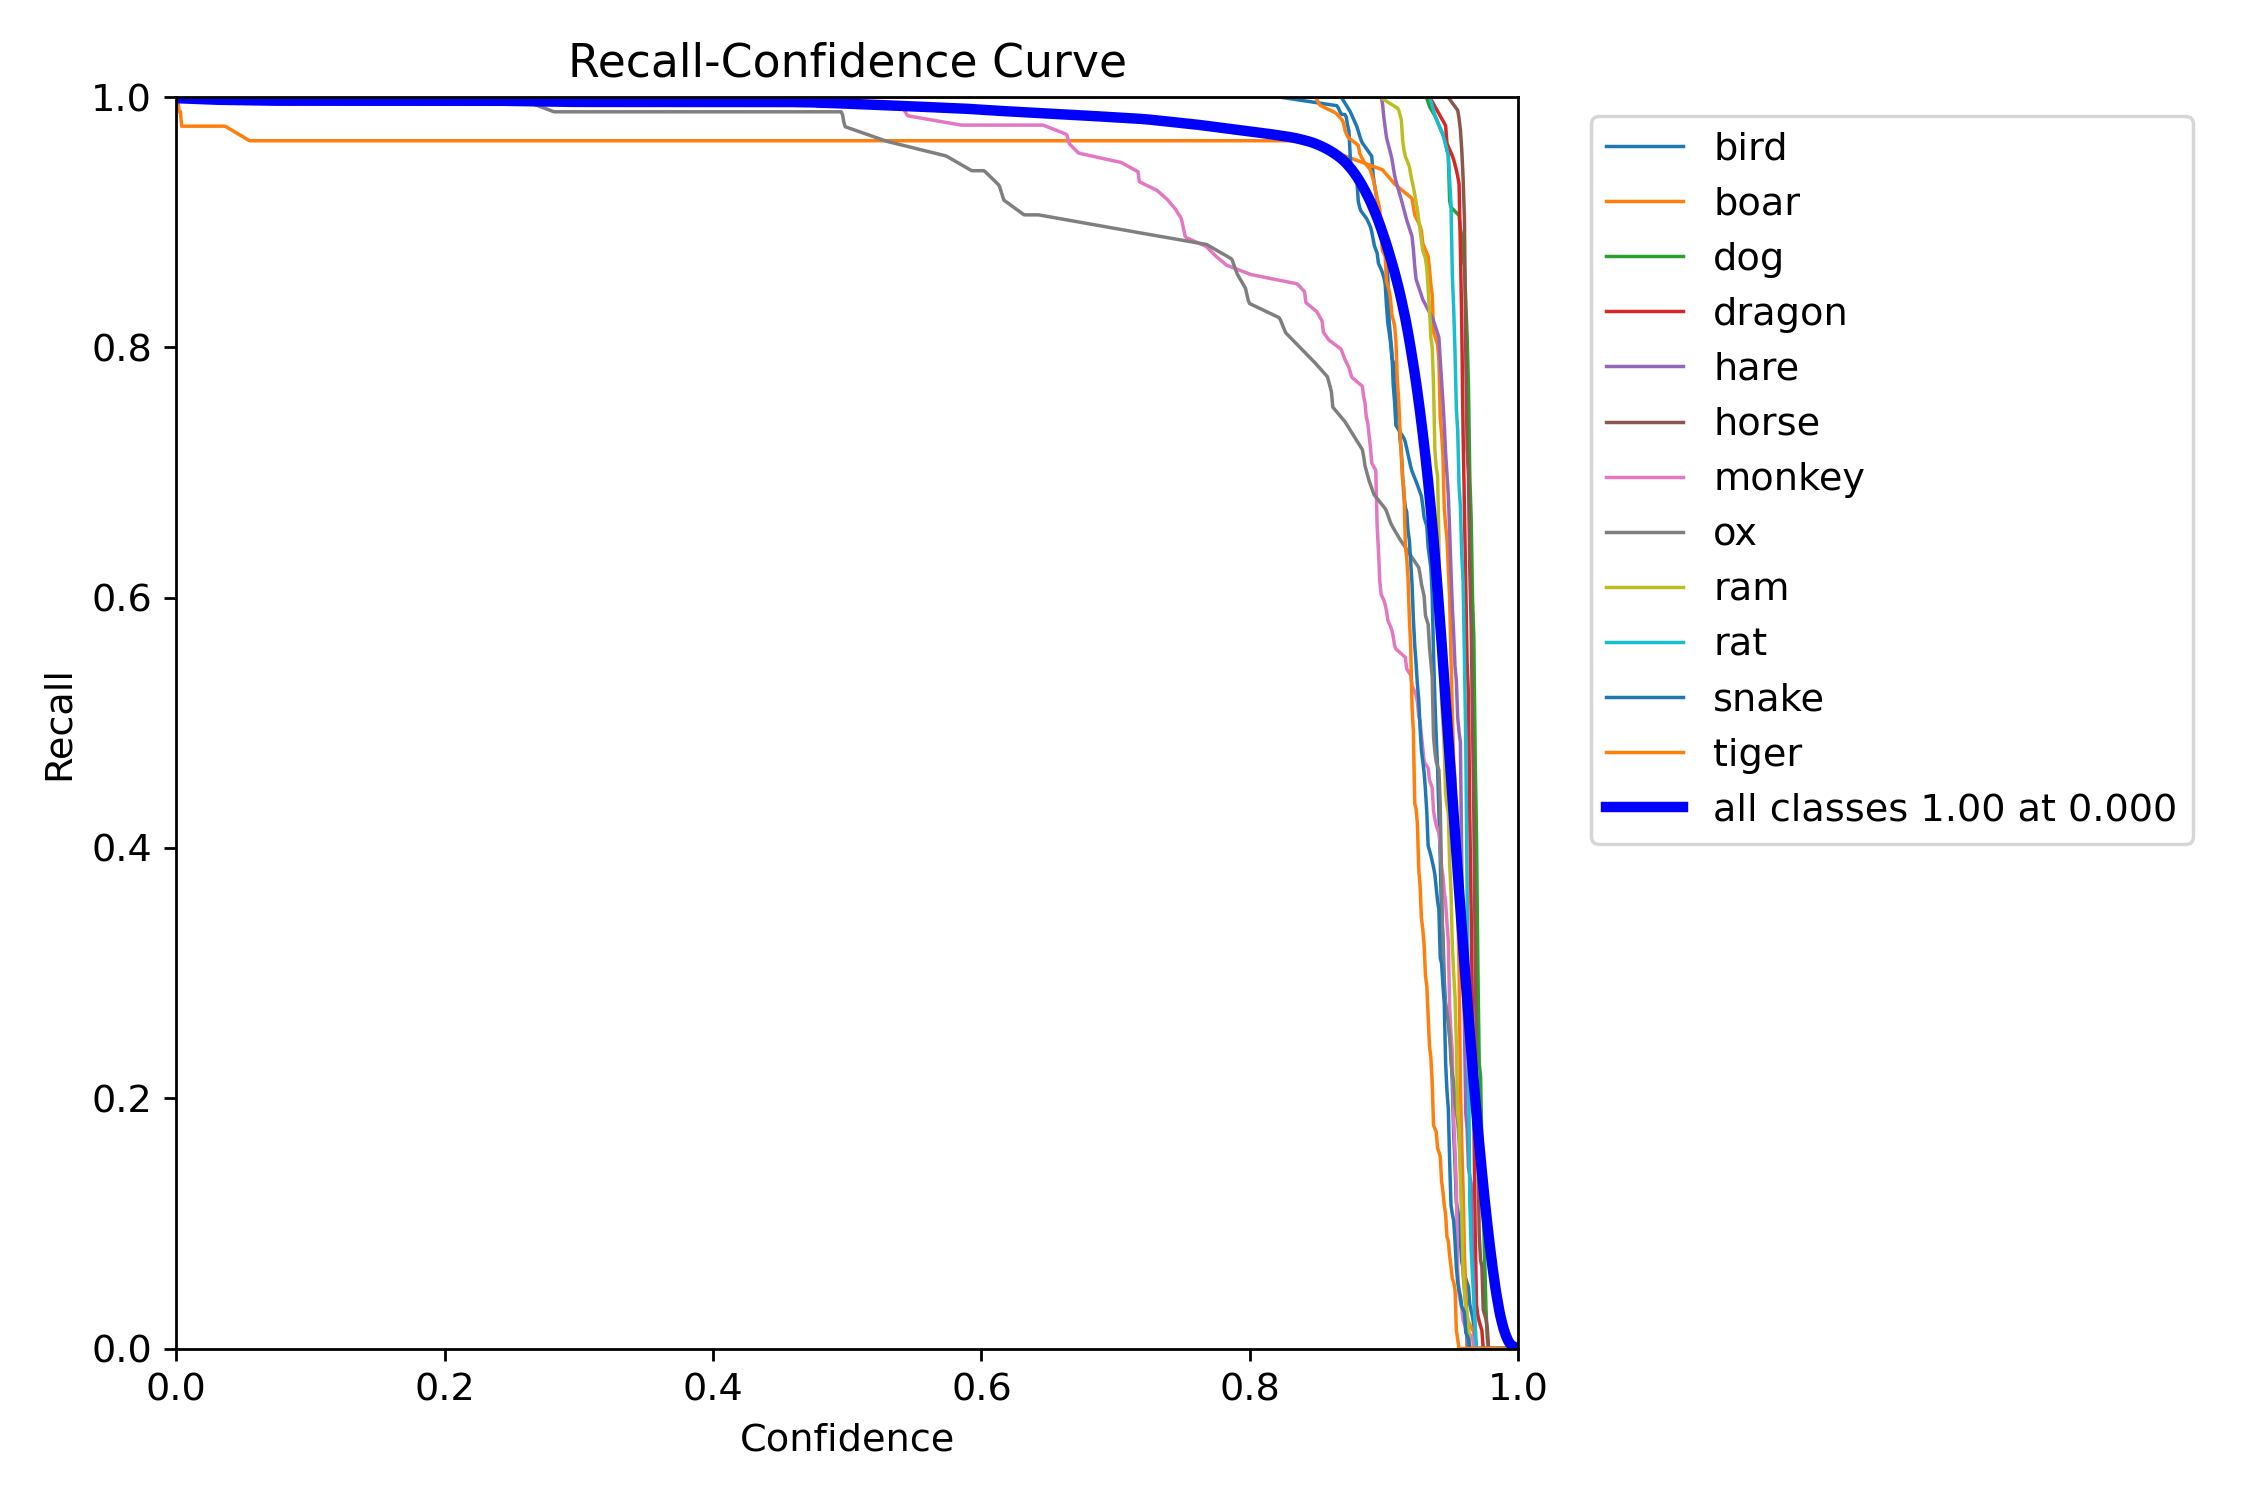 Recall-Confidence Curve
1.0
0.8
0.6
0.4
0.2
0.0
Recall
0.0 0.2 0.4 0.6 0.8 1.0
Confidence
bird
boar
dog
dragon
hare
horse
monkey
ox
ram
rat
snake
tiger
all classes 1.00 at 0.000